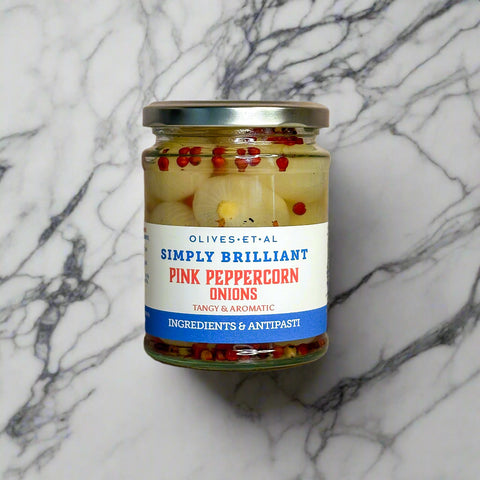 OLIVES•ET•AL
SIMPLY BRILLIANT
PINK PEPPERCORN
ONIONS
TANGY & AROMATIC
INGREDIENTS & ANTIPASTI